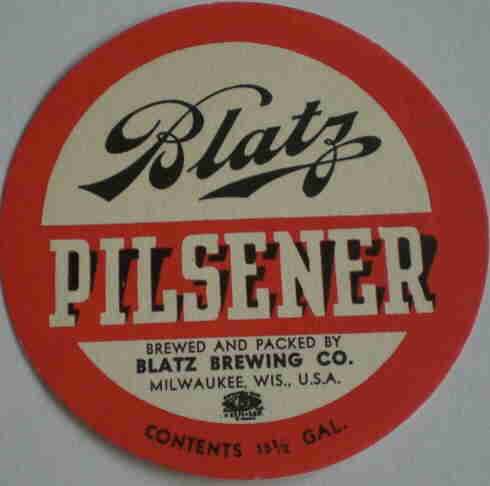 Blatz
PILSENER
BREWED AND PACKED BY
BLATZ BREWING CO.
MILWAUKEE, WIS., U.S.A.
CONTENTS 15½ GAL.